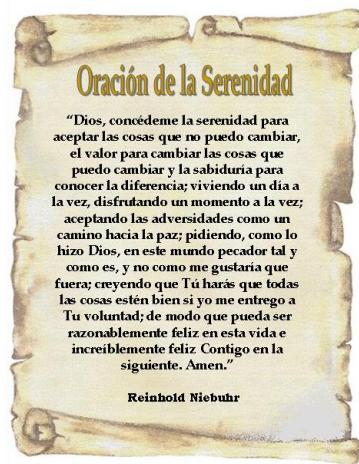 Oración de la Serenidad
“Dios, concédeme la serenidad para
aceptar las cosas que no puedo cambiar,
el valor para cambiar las cosas que
puedo cambiar y la sabiduría para
conocer la diferencia; viviendo un día a
la vez, disfrutando un momento a la vez;
aceptando las adversidades como un
camino hacia la paz; pidiendo, como lo
hizo Dios, en este mundo pecador tal y
como es, y no como me gustaría que
fuera; creyendo que Tú harás que todas
las cosas estén bien si yo me entrego a
Tu voluntad; de modo que pueda ser
razonablemente feliz en esta vida e
increíblemente feliz Contigo en la
siguiente. Amen.”
Reinhold Niebuhr